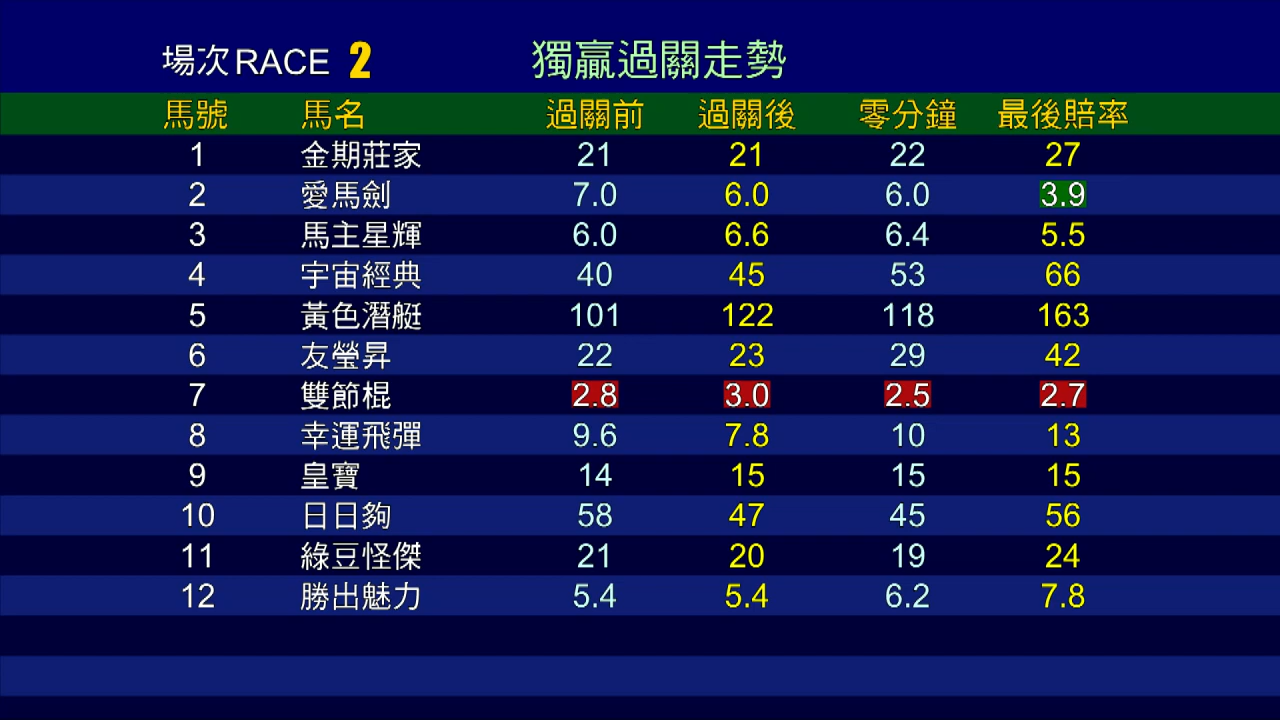 場次RACE 2 獨贏過關走勢
馬號 馬名 過關前 過關後 零分鐘 最後賠率
1 金期莊家 21 21 22 27
2 愛馬劍 7.0 6.0 6.0 3.9
3 馬主星輝 6.0 6.6 6.4 5.5
4 宇宙經典 40 45 53 66
5 黃色潛艇 101 122 118 163
6 友瑩昇 22 23 29 42
7 雙節棍 2.8 3.0 2.5 2.7
8 幸運飛彈 9.6 7.8 10 13
9 皇寶 14 15 15 15
10 日日夠 58 47 45 56
11 綠豆怪傑 21 20 19 24
12 勝出魅力 5.4 5.4 6.2 7.8